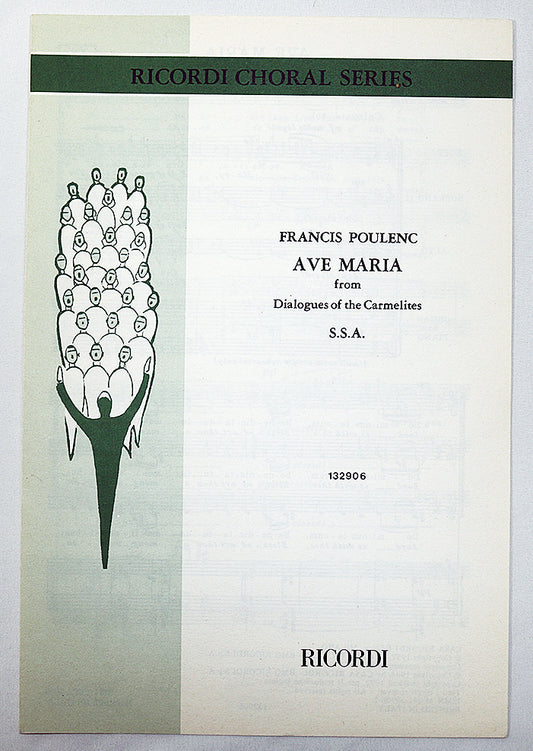 RICORDI CHORAL SERIES
FRANCIS POULENC
AVE MARIA
from
Dialogues of the Carmelites
S.S.A.
132906
RICORDI